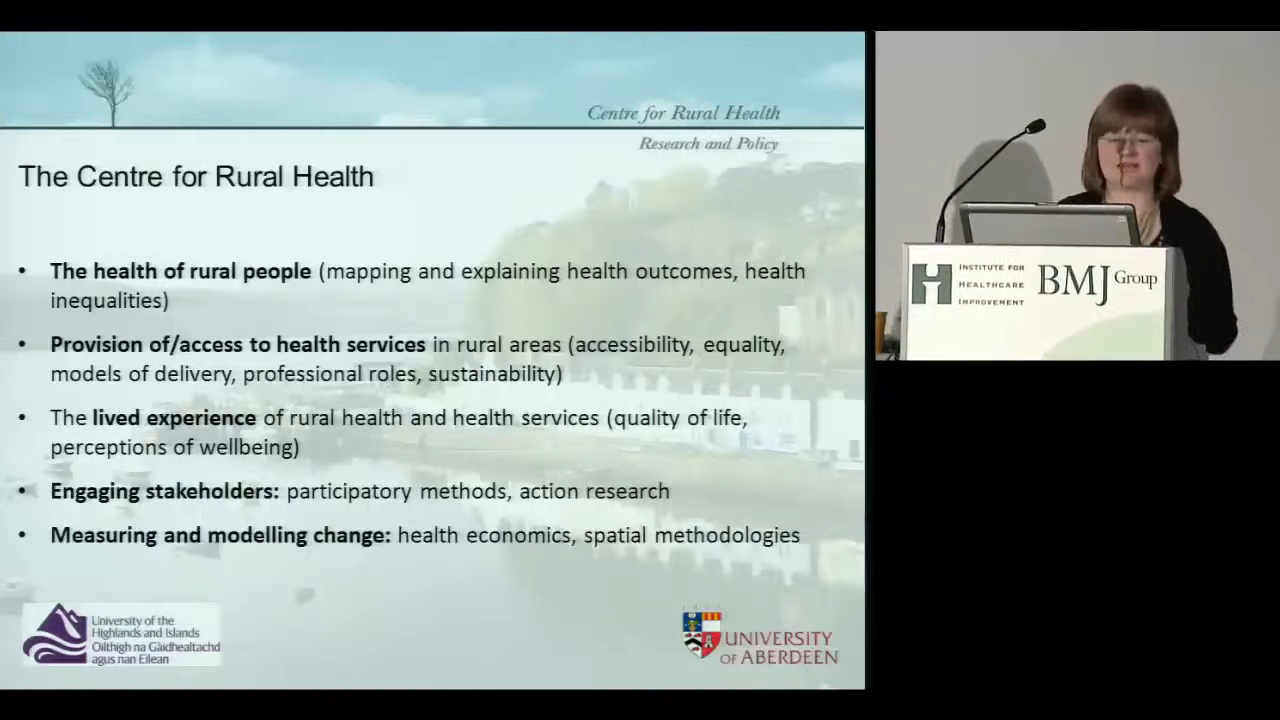 Centre for Rural Health
Research and Policy
The Centre for Rural Health
• The health of rural people (mapping and explaining health outcomes, health
inequalities)
• Provision of/access to health services in rural areas (accessibility, equality,
models of delivery, professional roles, sustainability)
• The lived experience of rural health and health services (quality of life,
perceptions of wellbeing)
• Engaging stakeholders: participatory methods, action research
• Measuring and modelling change: health economics, spatial methodologies
University of the
Highlands and Islands
Oilthigh na Gàidhealtachd
agus nan Eilean
UNIVERSITY
OF ABERDEEN
INSTITUTE FOR
HEALTHCARE
IMPROVEMENT
BMJ Group